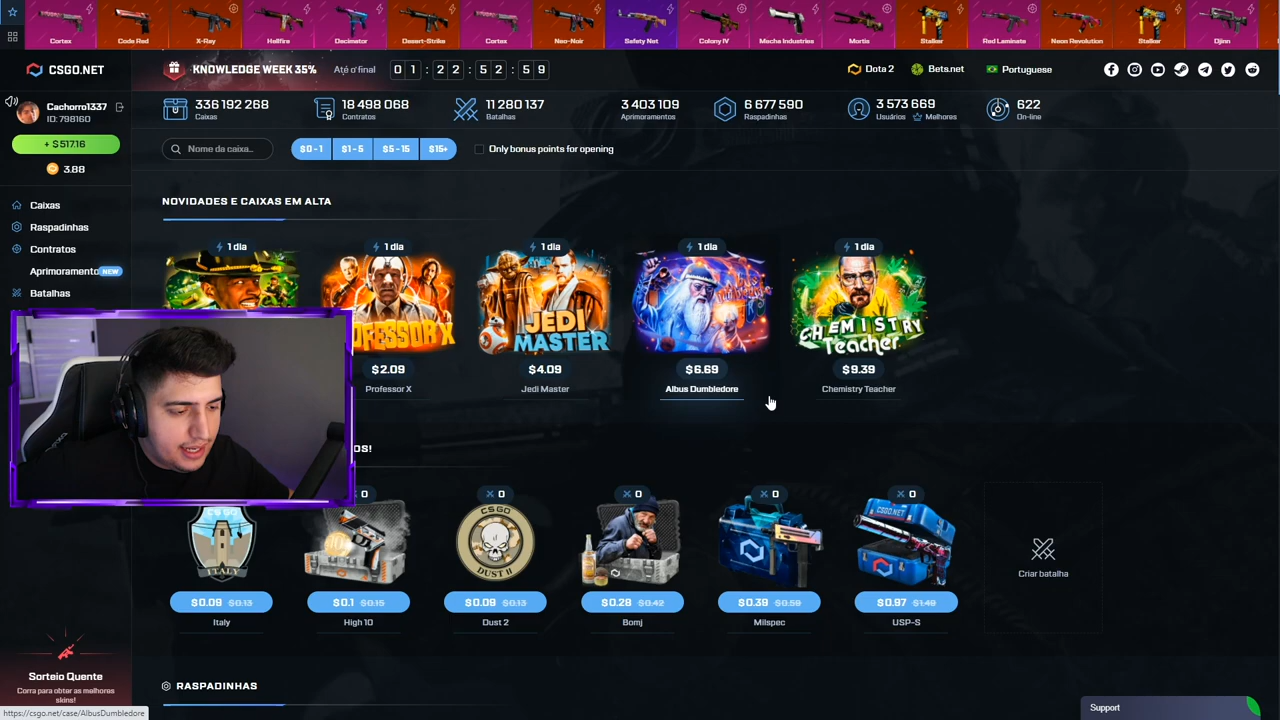 Cortex
Code Red
X-Ray
Hellfire
Decimator
Desert-Strike
Cortex
Neo-Noir
Safety Net
Colony IV
Mecha Industries
Mortis
Stalker
Red Laminate
Neon Revolution
Stalker
Djinn
CSGO.NET
KNOWLEDGE WEEK 35%
Até o final
0 1 : 2 2 : 5 2 : 5 9
Dota 2
Bets.net
Portuguese
Cachorro1337
ID: 798160
+ $517.16
3.88
336 192 268
Caixas
18 498 068
Contratos
11 280 137
Batalhas
3 403 109
Aprimoramentos
6 677 590
Raspadinhas
3 573 669
Usuários
Melhores
622
On-line
Nome da caixa...
$0 - 1
$1 - 5
$5 - 15
$15+
Only bonus points for opening
Caixas
Raspadinhas
Contratos
Aprimoramento
NEW
Batalhas
NOVIDADES E CAIXAS EM ALTA
1 dia
1 dia
1 dia
1 dia
1 dia
JEDI
MASTER
CHEMISTRY
Teacher
$2.09
$4.09
$6.69
$9.39
Professor X
Jedi Master
Albus Dumbledore
Chemistry Teacher
OS!
0
0
0
0
0
ITALY
CSGO
DUST II
CSGO.NET
Criar batalha
$0.09 $0.13
$0.1 $0.15
$0.09 $0.13
$0.28 $0.42
$0.39 $0.59
$0.97 $1.49
Italy
High 10
Dust 2
Bomj
Milspec
USP-S
Sorteio Quente
Corra para obter as melhores
skins!
RASPADINHAS
https://csgo.net/case/AlbusDumbledore
Support